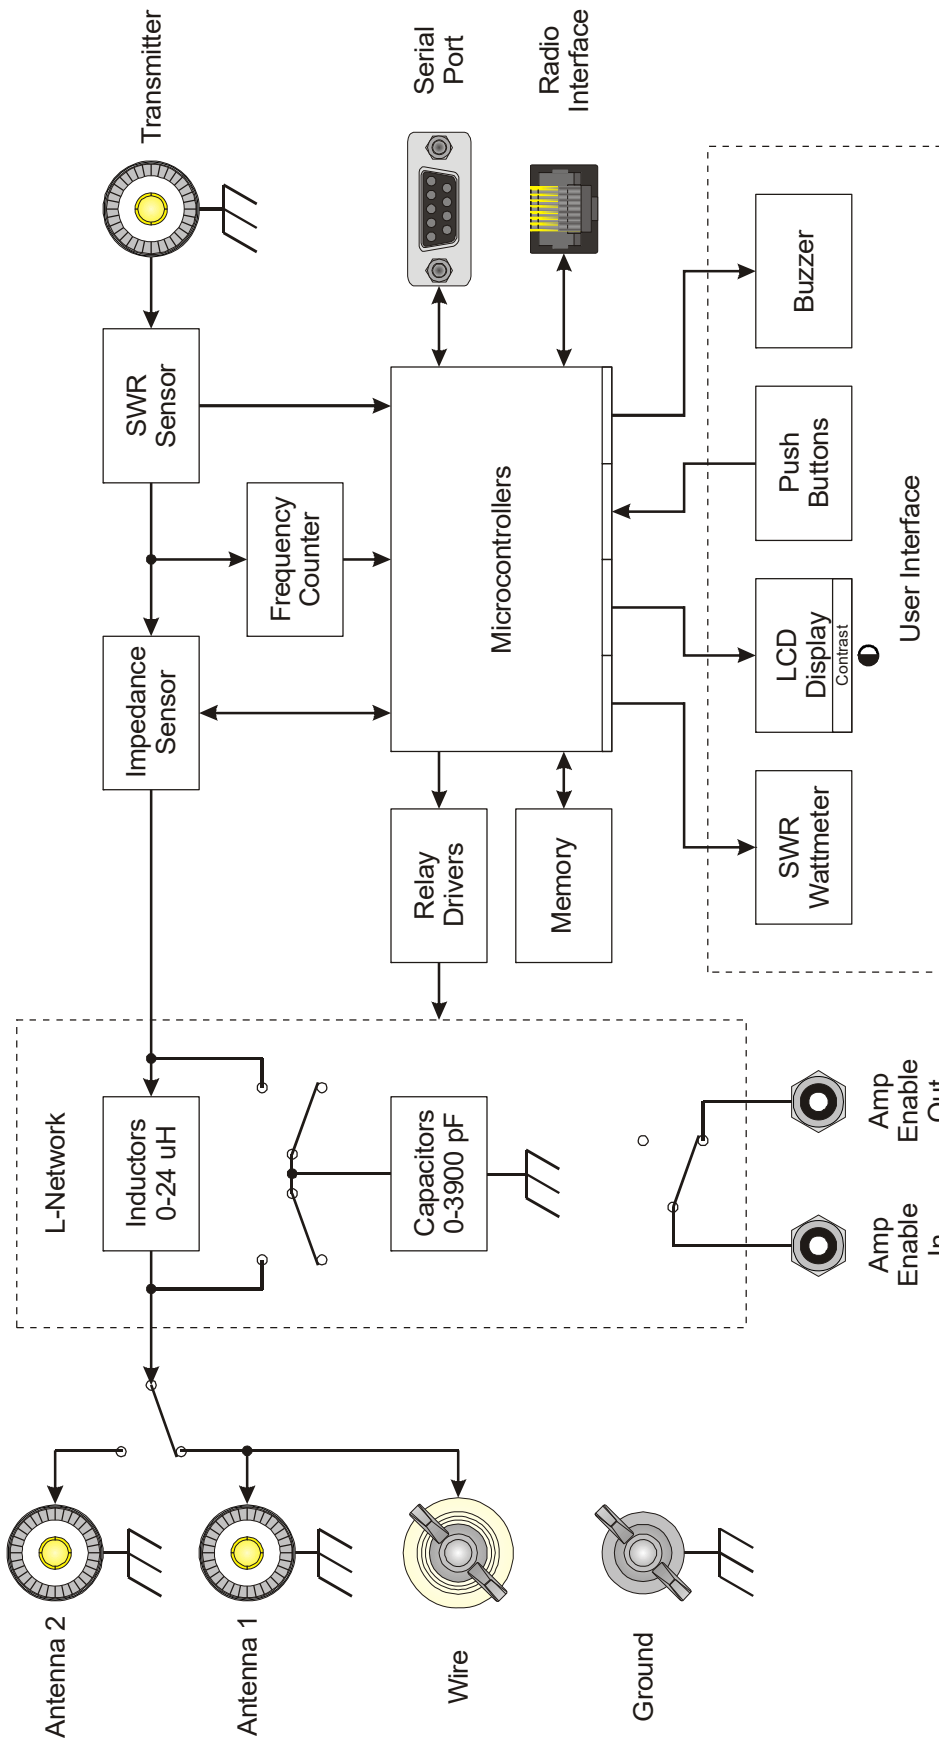 Antenna 2
Antenna 1
Wire
Ground
L-Network
Inductors
0-24 uH
Capacitors
0-3900 pF
Amp
Enable
In
Amp
Enable
Out
Impedance
Sensor
SWR
Sensor
Transmitter
Frequency
Counter
Relay
Drivers
Memory
Microcontrollers
Serial
Port
Radio
Interface
SWR
Wattmeter
LCD
Display
Contrast
Push
Buttons
Buzzer
User Interface